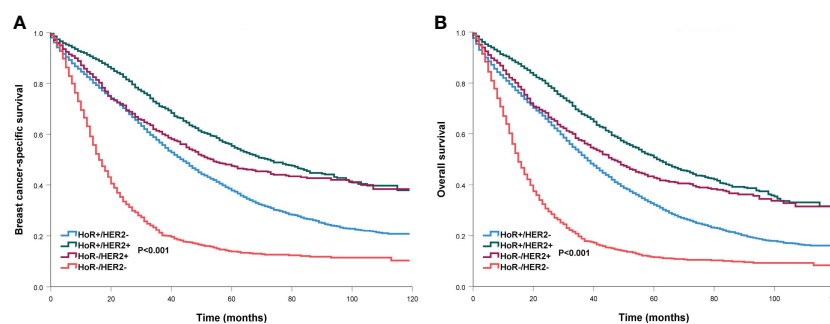 A
Breast cancer-specific survival
1.0
0.8
0.6
0.4
0.2
0.0
HoR+/HER2-
HoR+/HER2+
HoR-/HER2+
HoR-/HER2-
P<0.001
0 20 40 60 80 100 120
Time (months)
B
Overall survival
1.0
0.8
0.6
0.4
0.2
0.0
HoR+/HER2-
HoR+/HER2+
HoR-/HER2+
HoR-/HER2-
P<0.001
0 20 40 60 80 100 120
Time (months)